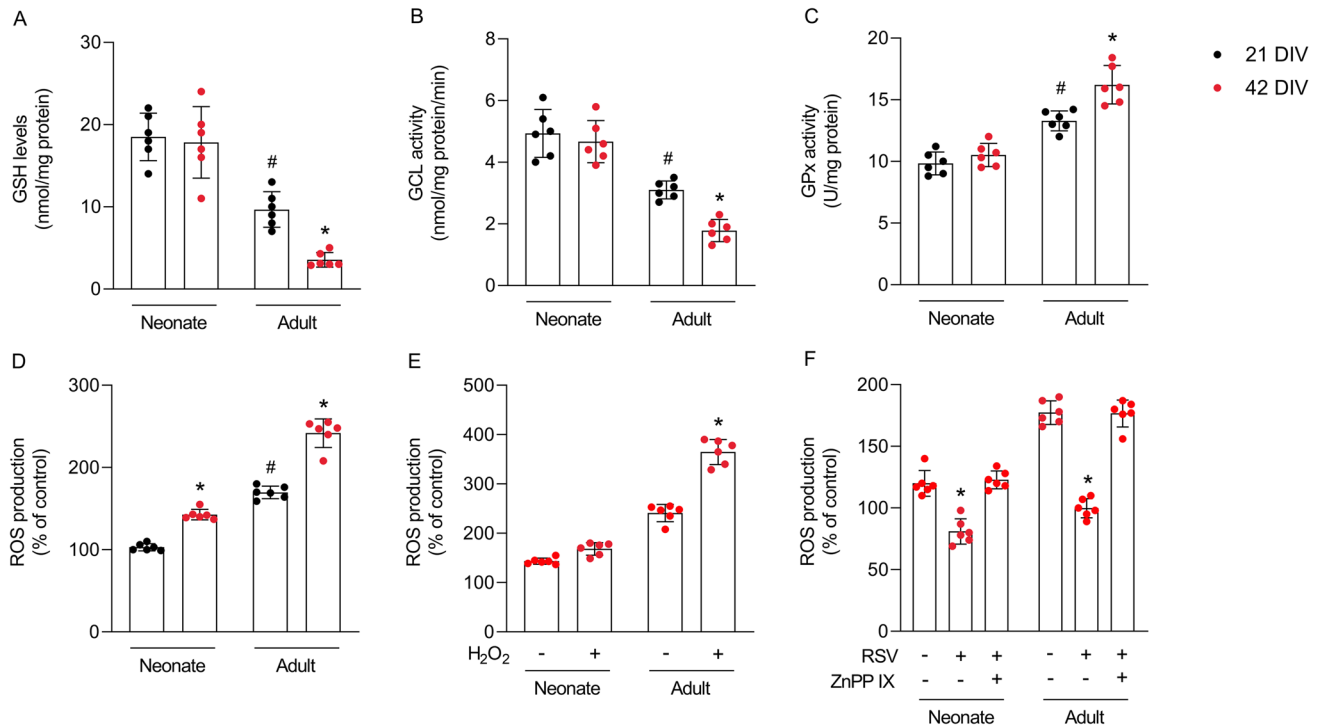 A
GSH levels
(nmol/mg protein)
30
20
10
0
#
*
Neonate
Adult
B
GCL activity
(nmol/mg protein/min)
8
6
4
2
0
#
*
Neonate
Adult
C
GPx activity
(U/mg protein)
20
15
10
5
0
#
*
Neonate
Adult
21 DIV
42 DIV
D
ROS production
(% of control)
300
200
100
0
*
#
*
Neonate
Adult
E
ROS production
(% of control)
500
400
300
200
100
0
*
H₂O₂ - + - +
Neonate
Adult
F
ROS production
(% of control)
200
150
100
50
0
*
*
RSV - + + - + +
ZnPP IX - - + - - +
Neonate
Adult